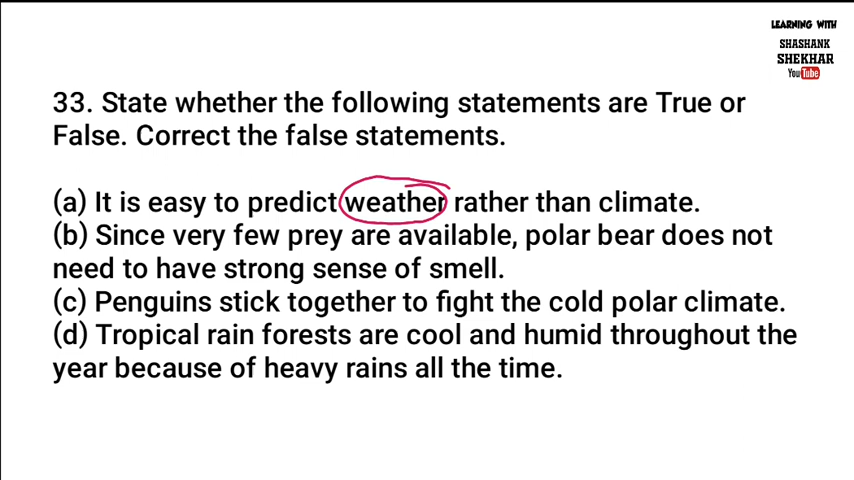 LEARNING WITH
SHASHANK
SHEKHAR
YouTube
33. State whether the following statements are True or
False. Correct the false statements.
(a) It is easy to predict weather rather than climate.
(b) Since very few prey are available, polar bear does not
need to have strong sense of smell.
(c) Penguins stick together to fight the cold polar climate.
(d) Tropical rain forests are cool and humid throughout the
year because of heavy rains all the time.